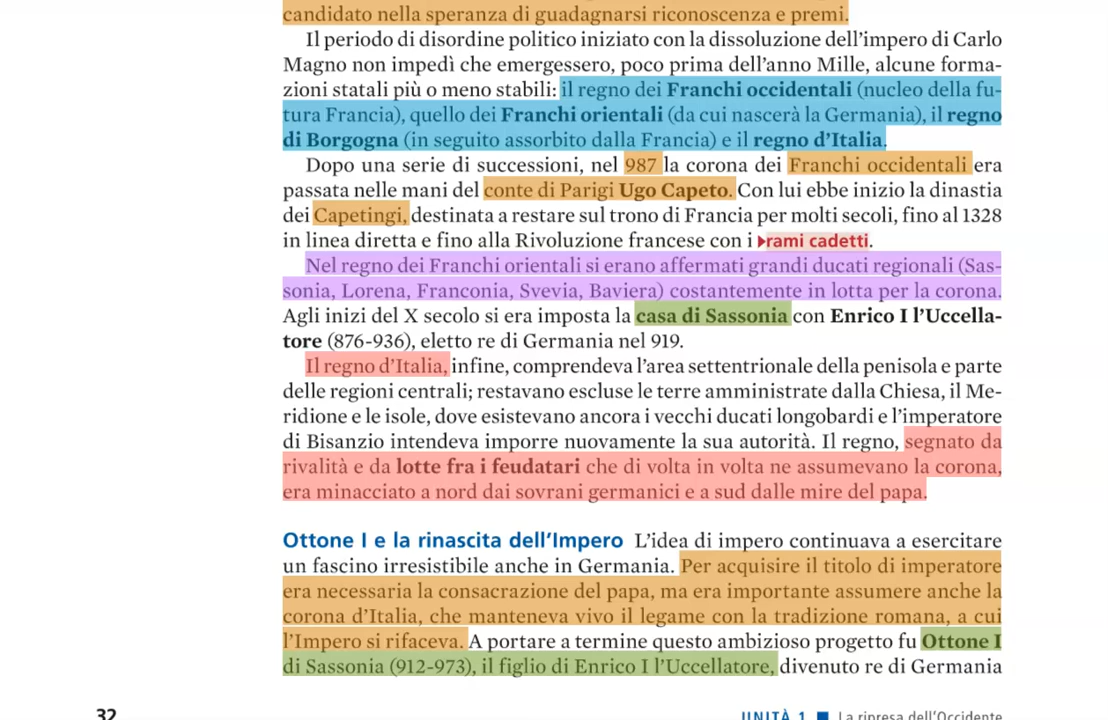 candidato nella speranza di guadagnarsi riconoscenza e premi.
Il periodo di disordine politico iniziato con la dissoluzione dell'impero di Carlo
Magno non impedì che emergessero, poco prima dell'anno Mille, alcune forma-
zioni statali più o meno stabili: il regno dei Franchi occidentali (nucleo della fu-
tura Francia), quello dei Franchi orientali (da cui nascerà la Germania), il regno
di Borgogna (in seguito assorbito dalla Francia) e il regno d'Italia.
Dopo una serie di successioni, nel 987 la corona dei Franchi occidentali era
passata nelle mani del conte di Parigi Ugo Capeto. Con lui ebbe inizio la dinastia
dei Capetingi, destinata a restare sul trono di Francia per molti secoli, fino al 1328
in linea diretta e fino alla Rivoluzione francese con i ▶rami cadetti.
Nel regno dei Franchi orientali si erano affermati grandi ducati regionali (Sas-
sonia, Lorena, Franconia, Svevia, Baviera) costantemente in lotta per la corona.
Agli inizi del X secolo si era imposta la casa di Sassonia con Enrico I l'Uccella-
tore (876-936), eletto re di Germania nel 919.
Il regno d'Italia, infine, comprendeva l'area settentrionale della penisola e parte
delle regioni centrali; restavano escluse le terre amministrate dalla Chiesa, il Me-
ridione e le isole, dove esistevano ancora i vecchi ducati longobardi e l'imperatore
di Bisanzio intendeva imporre nuovamente la sua autorità. Il regno, segnato da
rivalità e da lotte fra i feudatari che di volta in volta ne assumevano la corona,
era minacciato a nord dai sovrani germanici e a sud dalle mire del papa.
Ottone I e la rinascita dell'Impero L'idea di impero continuava a esercitare
un fascino irresistibile anche in Germania. Per acquisire il titolo di imperatore
era necessaria la consacrazione del papa, ma era importante assumere anche la
corona d'Italia, che manteneva vivo il legame con la tradizione romana, a cui
l'Impero si rifaceva. A portare a termine questo ambizioso progetto fu Ottone I
di Sassonia (912-973), il figlio di Enrico I l'Uccellatore, divenuto re di Germania
32 UNITÀ 1 ■ La ripresa dell'Occidente